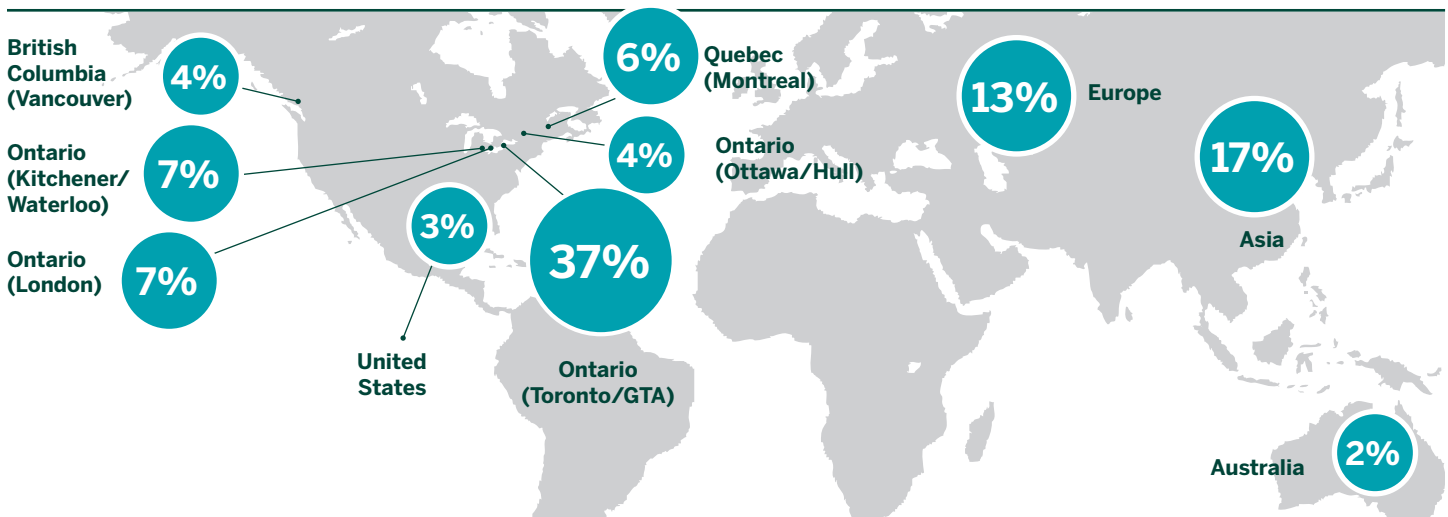 British
Columbia
(Vancouver)
4%
6%
Quebec
(Montreal)
13%
Europe
17%
Asia
Ontario
(Kitchener/
Waterloo)
7%
4%
Ontario
(Ottawa/Hull)
Ontario
(London)
7%
3%
United
States
37%
Ontario
(Toronto/GTA)
Australia
2%